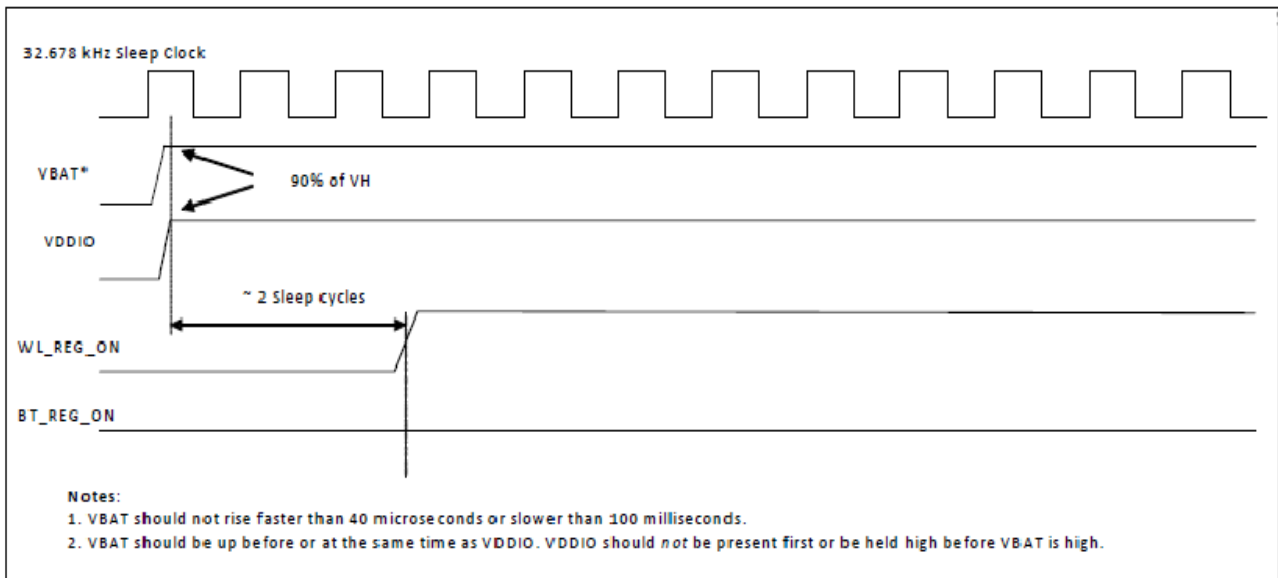 32.678 kHz Sleep Clock
VBAT*
90% of VH
VDDIO
~ 2 Sleep cycles
WL_REG_ON
BT_REG_ON
Notes:
1. VBAT should not rise faster than 40 microseconds or slower than 100 milliseconds.
2. VBAT should be up before or at the same time as VDDIO. VDDIO should not be present first or be held high before VBAT is high.